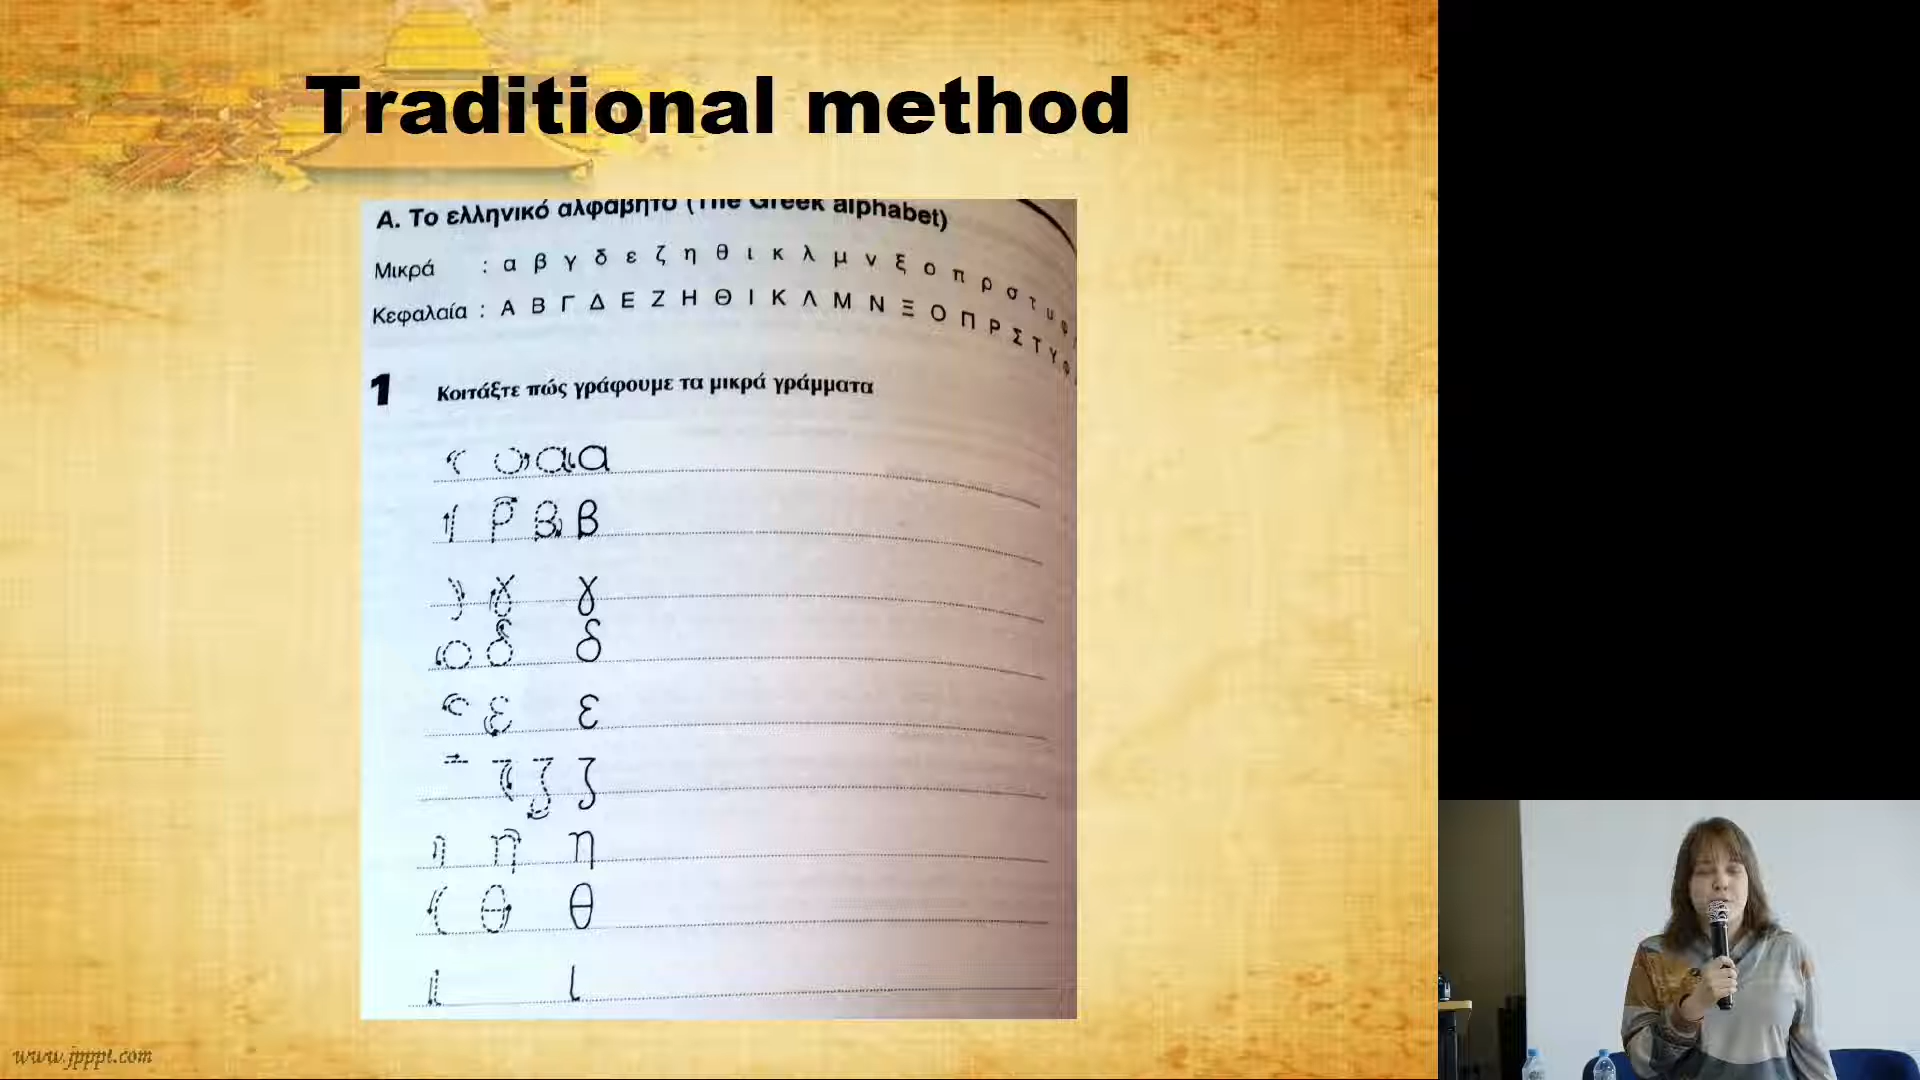 Traditional method
Α. Το ελληνικό αλφάβητο (The Greek alphabet)
Μικρά : α β γ δ ε ζ η θ ι κ λ μ ν ξ ο π ρ σ τ υ φ
Κεφαλαία : Α Β Γ Δ Ε Ζ Η Θ Ι Κ Λ Μ Ν Ξ Ο Π Ρ Σ Τ Υ Φ
1 Κοιτάξτε πώς γράφουμε τα μικρά γράμματα
α α
β β
γ γ
δ δ
ε ε
ζ ζ
η η
θ θ
ι ι
www.jpppt.com